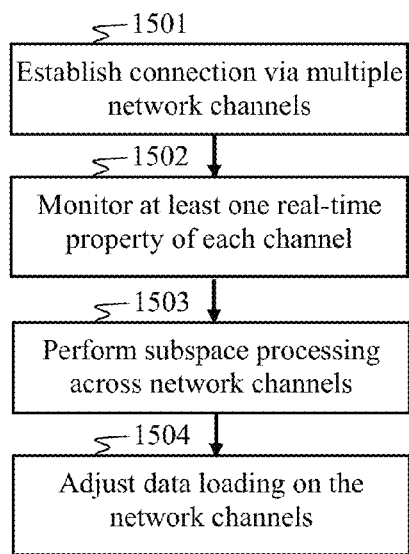 1501
Establish connection via multiple
network channels
1502
Monitor at least one real-time
property of each channel
1503
Perform subspace processing
across network channels
1504
Adjust data loading on the
network channels